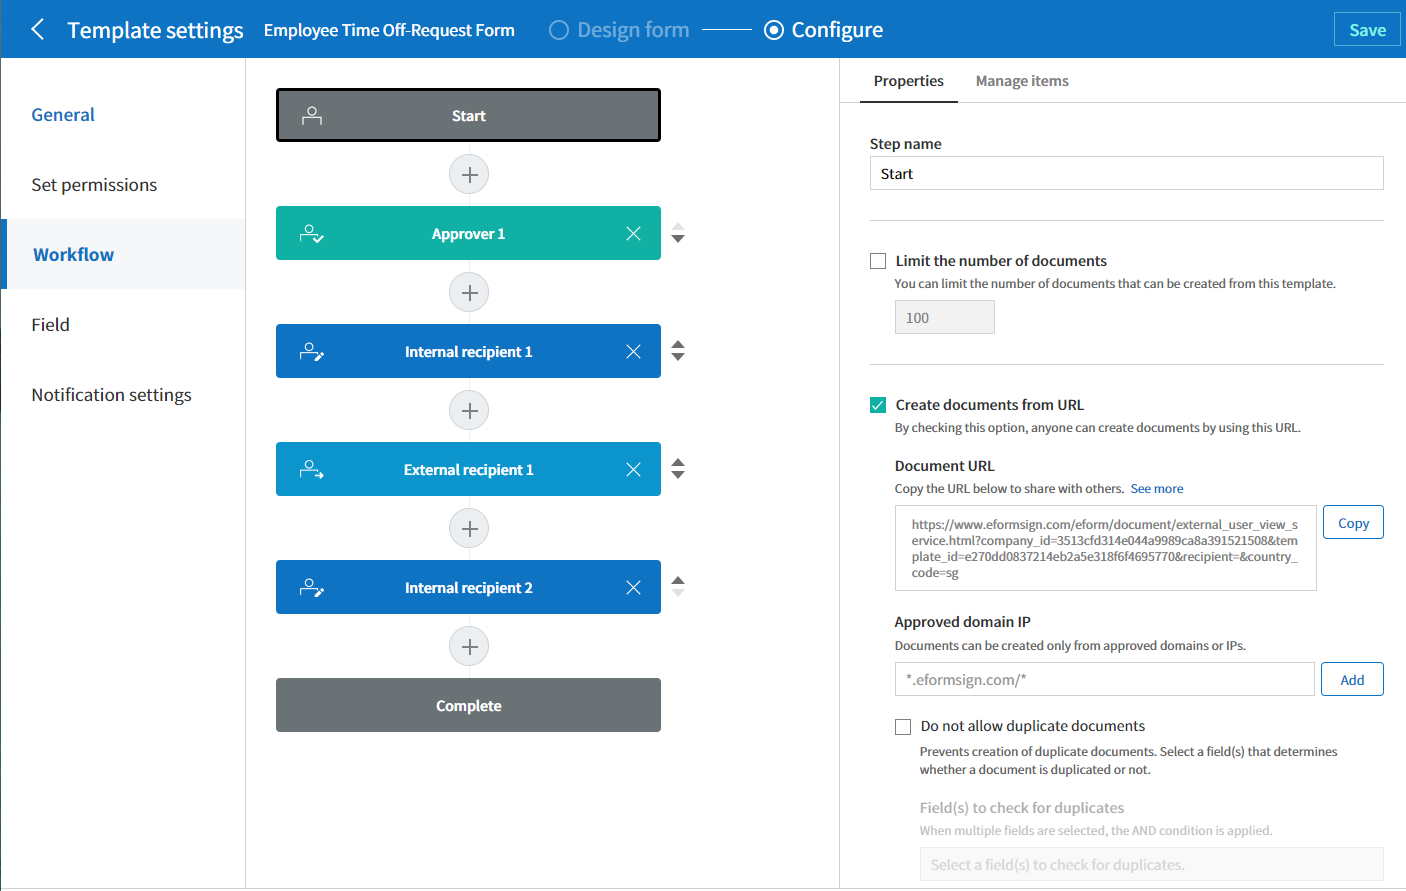 Template settings
Employee Time Off-Request Form
Design form
Configure
Save
General
Set permissions
Workflow
Field
Notification settings
Start
Approver 1
Internal recipient 1
External recipient 1
Internal recipient 2
Complete
Properties
Manage items
Step name
Start
Limit the number of documents
You can limit the number of documents that can be created from this template.
100
Create documents from URL
By checking this option, anyone can create documents by using this URL.
Document URL
Copy the URL below to share with others. See more
https://www.eformsign.com/eform/document/external_user_view_s
ervice.html?company_id=3513cfd314e044a9989ca8a391521508&tem
plate_id=e270dd0837214eb2a5e318f6f4695770&recipient=&country_
code=sg
Copy
Approved domain IP
Documents can be created only from approved domains or IPs.
*.eformsign.com/*
Add
Do not allow duplicate documents
Prevents creation of duplicate documents. Select a field(s) that determines
whether a document is duplicated or not.
Field(s) to check for duplicates
When multiple fields are selected, the AND condition is applied.
Select a field(s) to check for duplicates.